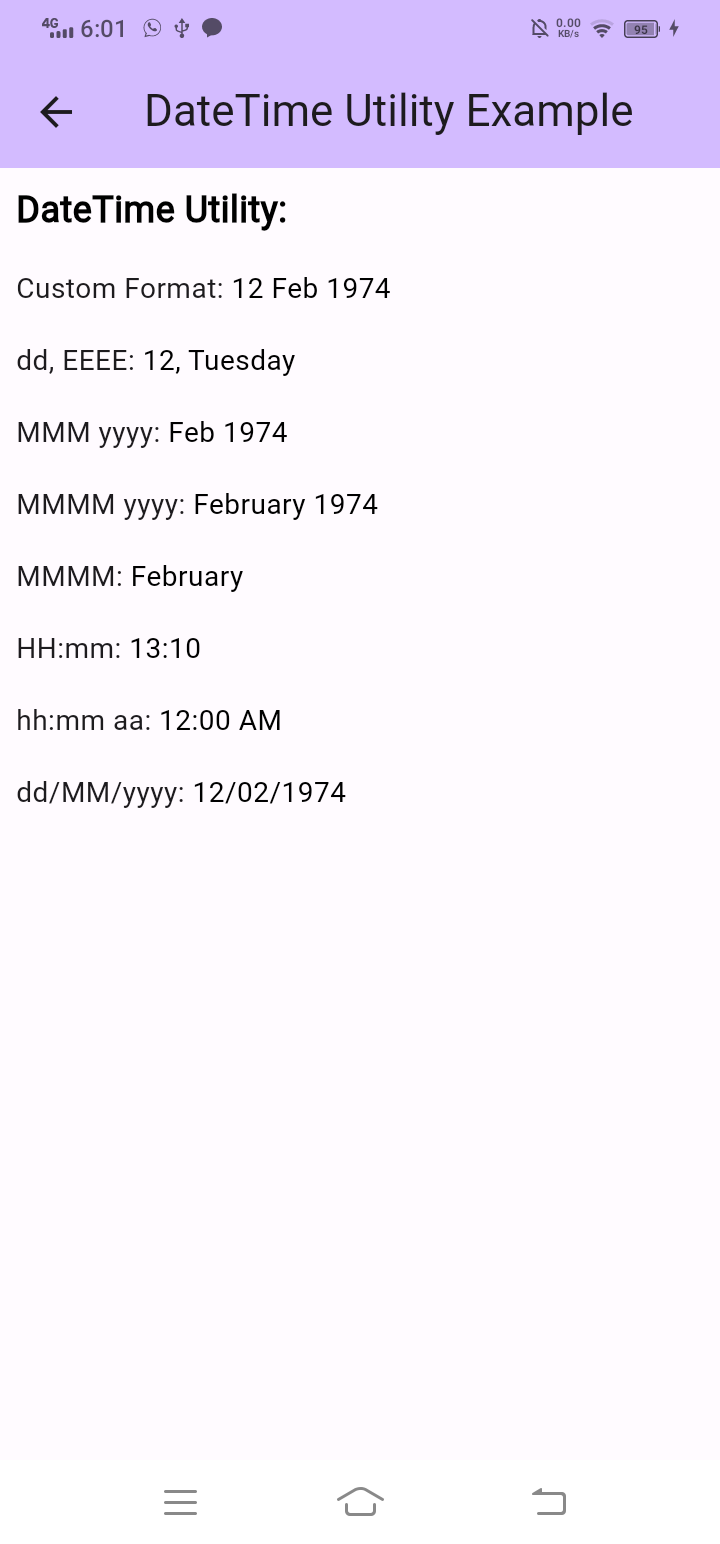 4G 6:01 0.00 KB/s 95
DateTime Utility Example
DateTime Utility:
Custom Format: 12 Feb 1974
dd, EEEE: 12, Tuesday
MMM yyyy: Feb 1974
MMMM yyyy: February 1974
MMMM: February
HH:mm: 13:10
hh:mm aa: 12:00 AM
dd/MM/yyyy: 12/02/1974